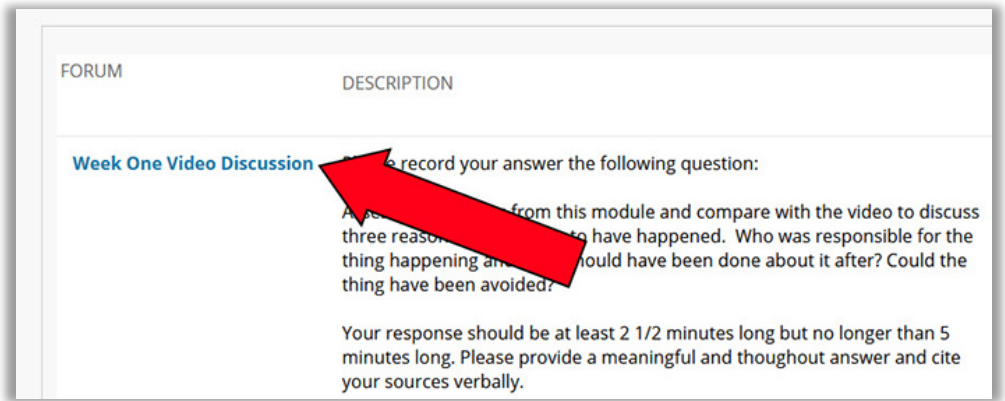 FORUM
DESCRIPTION
Week One Video Discussion
record your answer the following question:
from this module and compare with the video to discuss
three to have happened. Who was responsible for the
thing happening should have been done about it after? Could the
thing have been avoided?
Your response should be at least 2 1/2 minutes long but no longer than 5
minutes long. Please provide a meaningful and thoughout answer and cite
your sources verbally.